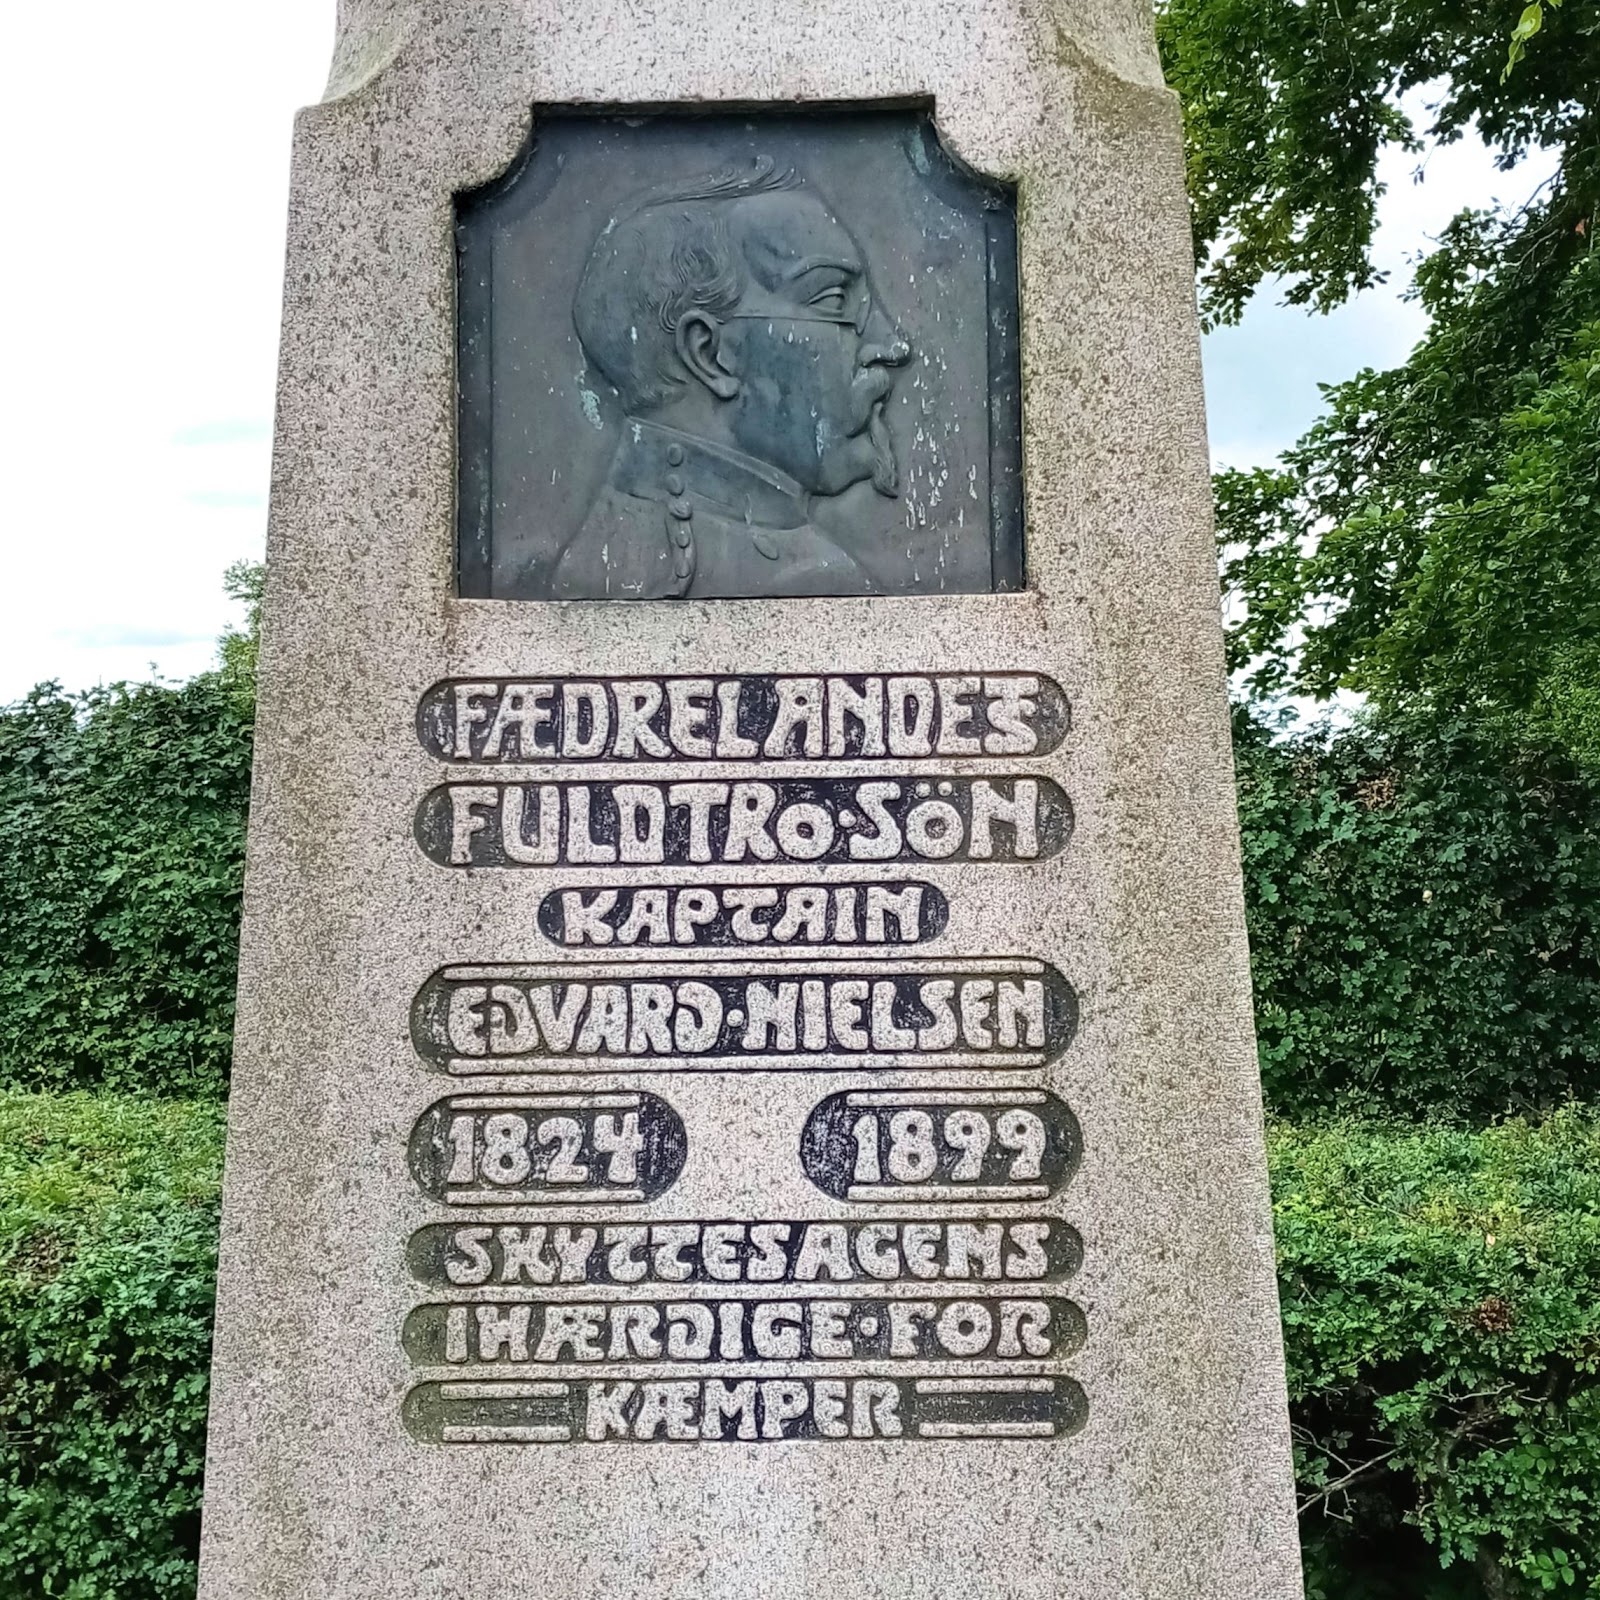 FÆDRELANDETS
FULDTRO·SÖN
KAPTAIN
EDVARD·NIELSEN
1824 1899
SKYTTESAGENS
IHÆRDIGE·FOR
KÆMPER